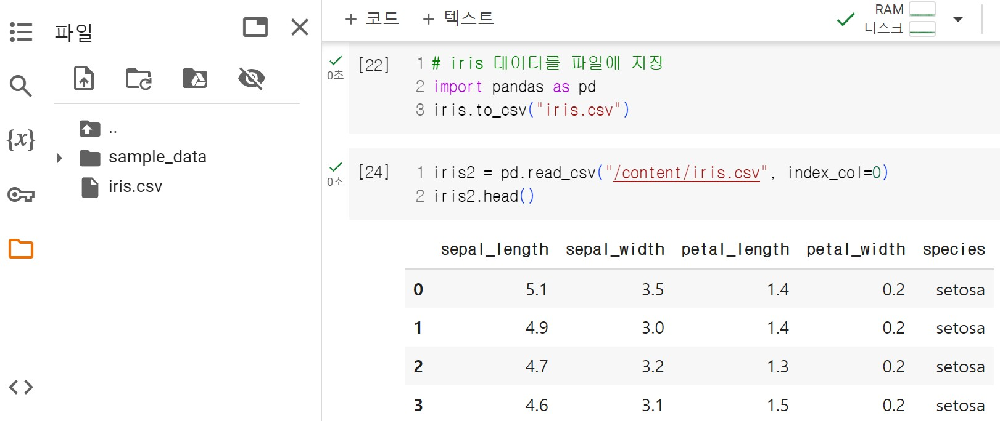 파일
..
sample_data
iris.csv
{x}
+ 코드 + 텍스트
RAM
디스크
0초
[22]
1 # iris 데이터를 파일에 저장
2 import pandas as pd
3 iris.to_csv("iris.csv")
0초
[24]
1 iris2 = pd.read_csv("/content/iris.csv", index_col=0)
2 iris2.head()
sepal_length sepal_width petal_length petal_width species
0 5.1 3.5 1.4 0.2 setosa
1 4.9 3.0 1.4 0.2 setosa
2 4.7 3.2 1.3 0.2 setosa
3 4.6 3.1 1.5 0.2 setosa